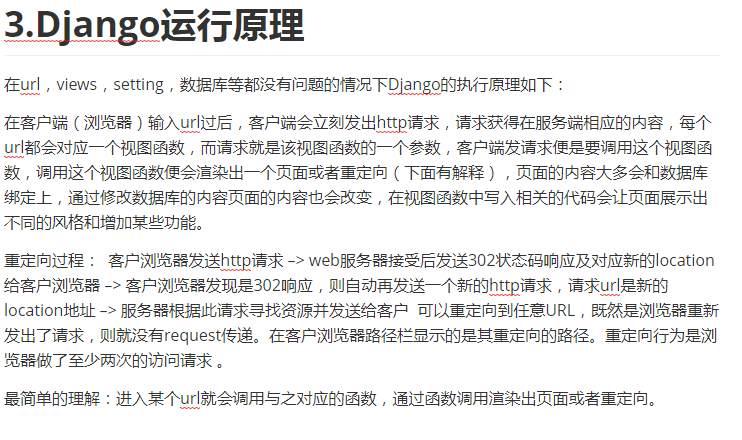 3.Django运行原理
在url，views，setting，数据库等都没有问题的情况下Django的执行原理如下：
在客户端（浏览器）输入url过后，客户端会立刻发出http请求，请求获得在服务端相应的内容，每个
url都会对应一个视图函数，而请求就是该视图函数的一个参数，客户端发请求便是要调用这个视图函
数，调用这个视图函数便会渲染出一个页面或者重定向（下面有解释），页面的内容大多会和数据库
绑定上，通过修改数据库的内容页面的内容也会改变，在视图函数中写入相关的代码会让页面展示出
不同的风格和增加某些功能。
重定向过程： 客户浏览器发送http请求 –> web服务器接受后发送302状态码响应及对应新的location
给客户浏览器 –> 客户浏览器发现是302响应，则自动再发送一个新的http请求，请求url是新的
location地址 –> 服务器根据此请求寻找资源并发送给客户 可以重定向到任意URL，既然是浏览器重新
发出了请求，则就没有request传递。在客户浏览器路径栏显示的是其重定向的路径。重定向行为是浏
览器做了至少两次的访问请求 。
最简单的理解：进入某个url就会调用与之对应的函数，通过函数调用渲染出页面或者重定向。